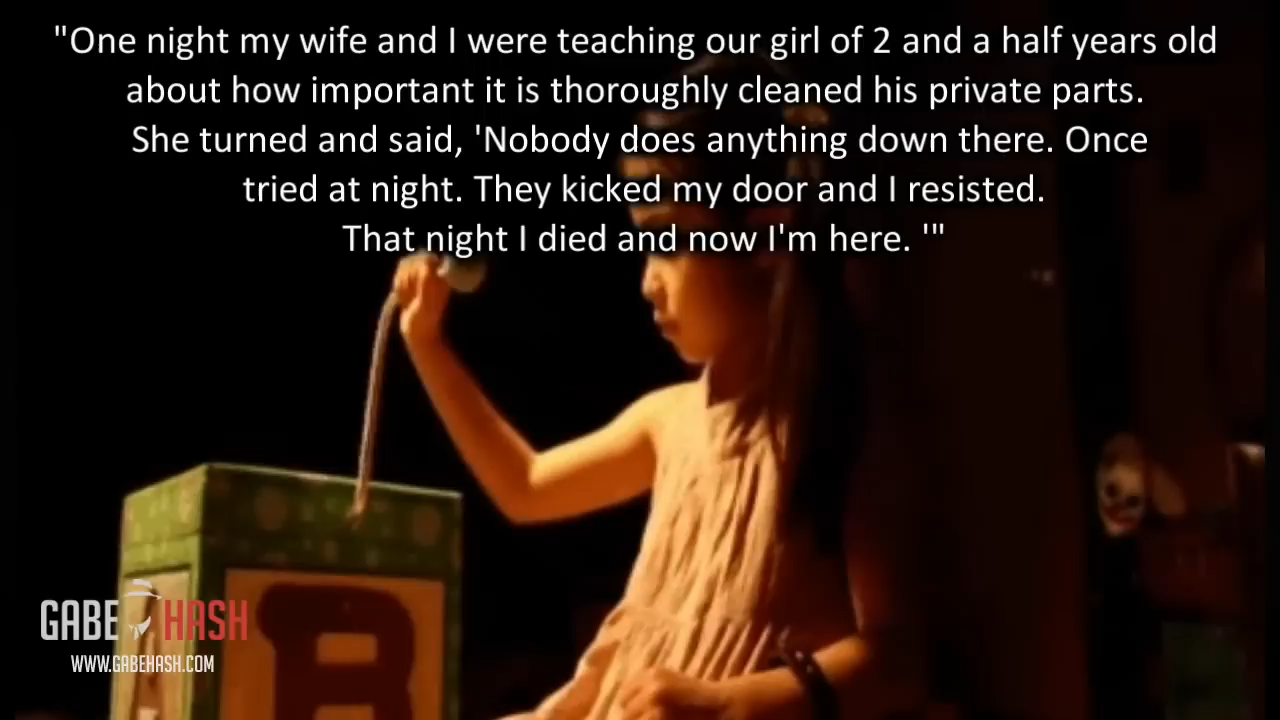 "One night my wife and I were teaching our girl of 2 and a half years old
about how important it is thoroughly cleaned his private parts.
She turned and said, 'Nobody does anything down there. Once
tried at night. They kicked my door and I resisted.
That night I died and now I'm here. '"
B
GABE HASH
WWW.GABEHASH.COM